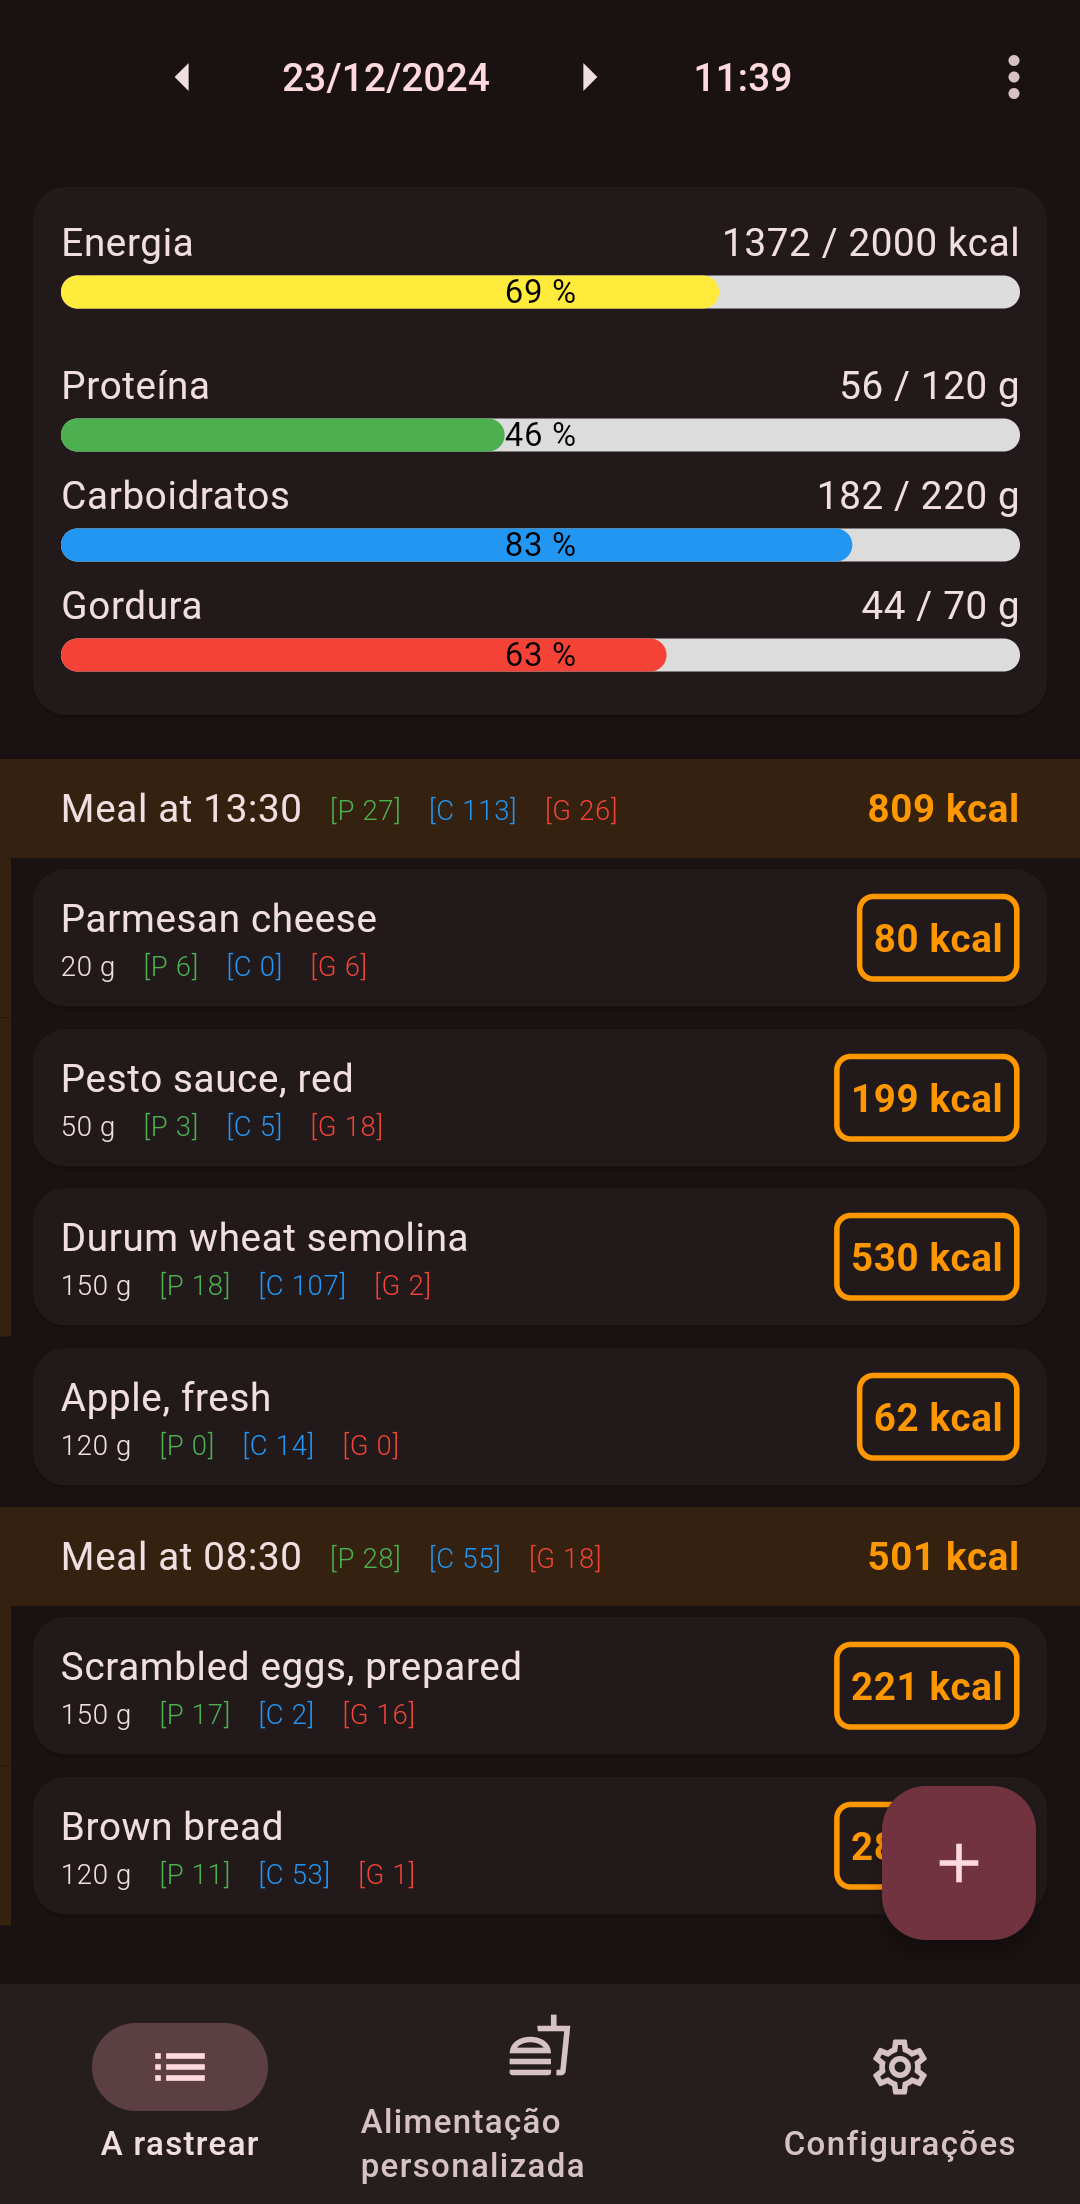 23/12/2024 11:39
Energia 1372 / 2000 kcal
69 %
Proteína 56 / 120 g
46 %
Carboidratos 182 / 220 g
83 %
Gordura 44 / 70 g
63 %
Meal at 13:30 [P 27] [C 113] [G 26] 809 kcal
Parmesan cheese
20 g [P 6] [C 0] [G 6]
80 kcal
Pesto sauce, red
50 g [P 3] [C 5] [G 18]
199 kcal
Durum wheat semolina
150 g [P 18] [C 107] [G 2]
530 kcal
Apple, fresh
120 g [P 0] [C 14] [G 0]
62 kcal
Meal at 08:30 [P 28] [C 55] [G 18] 501 kcal
Scrambled eggs, prepared
150 g [P 17] [C 2] [G 16]
221 kcal
Brown bread
120 g [P 11] [C 53] [G 1]
A rastrear
Alimentação
personalizada
Configurações